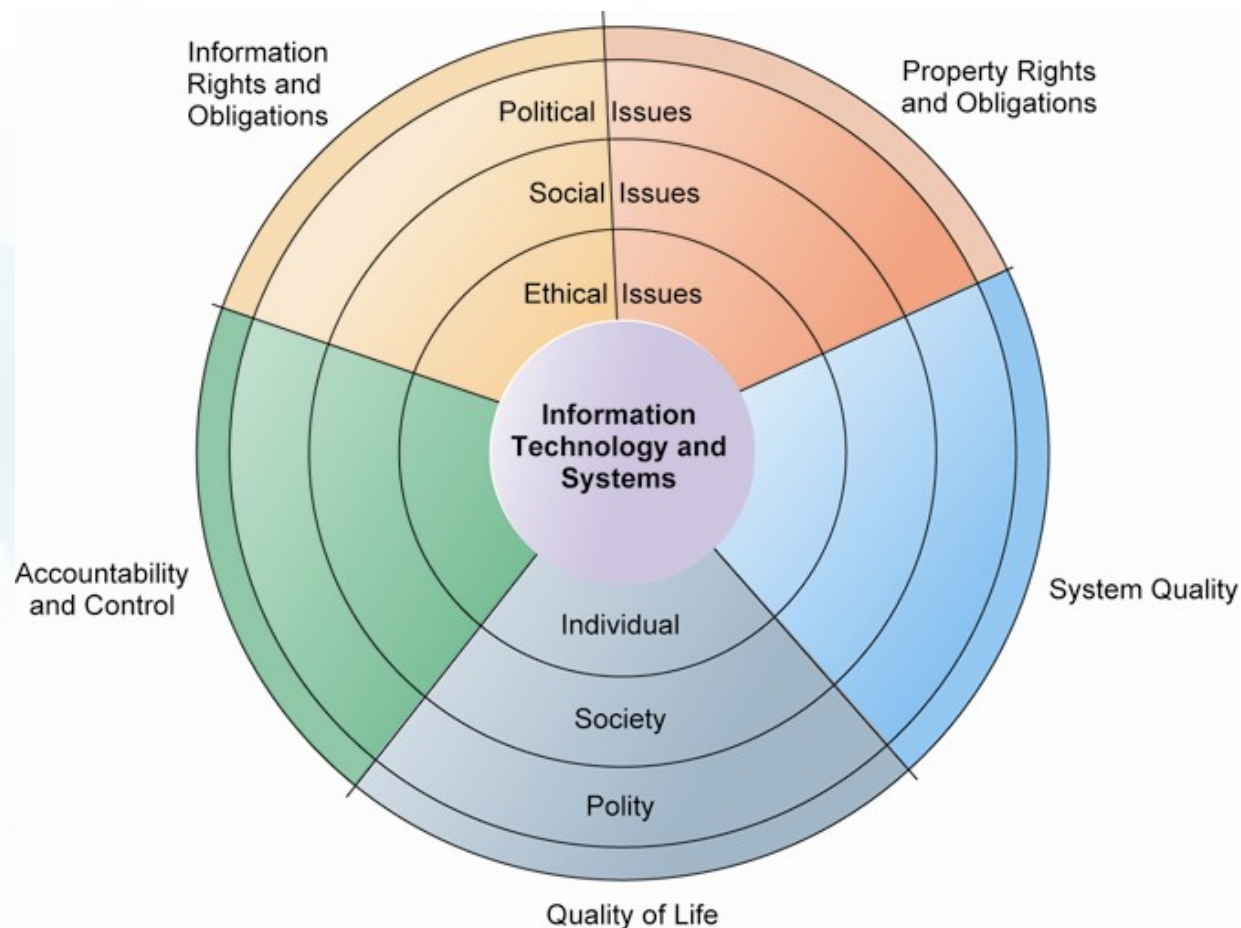 Information
Rights and
Obligations
Property Rights
and Obligations
Political Issues
Social Issues
Ethical Issues
Information
Technology and
Systems
Accountability
and Control
System Quality
Individual
Society
Polity
Quality of Life